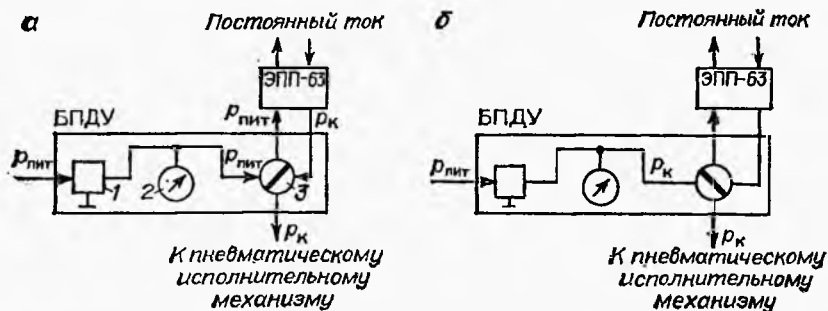 а
Постоянный ток
ЭПП-63
БПДУ
Pпит
Pк
Pпит
Pпит
1
2
3
Pк
К пневматическому
исполнительному
механизму
б
Постоянный ток
ЭПП-63
БПДУ
Pпит
Pк
Pк
К пневматическому
исполнительному
механизму